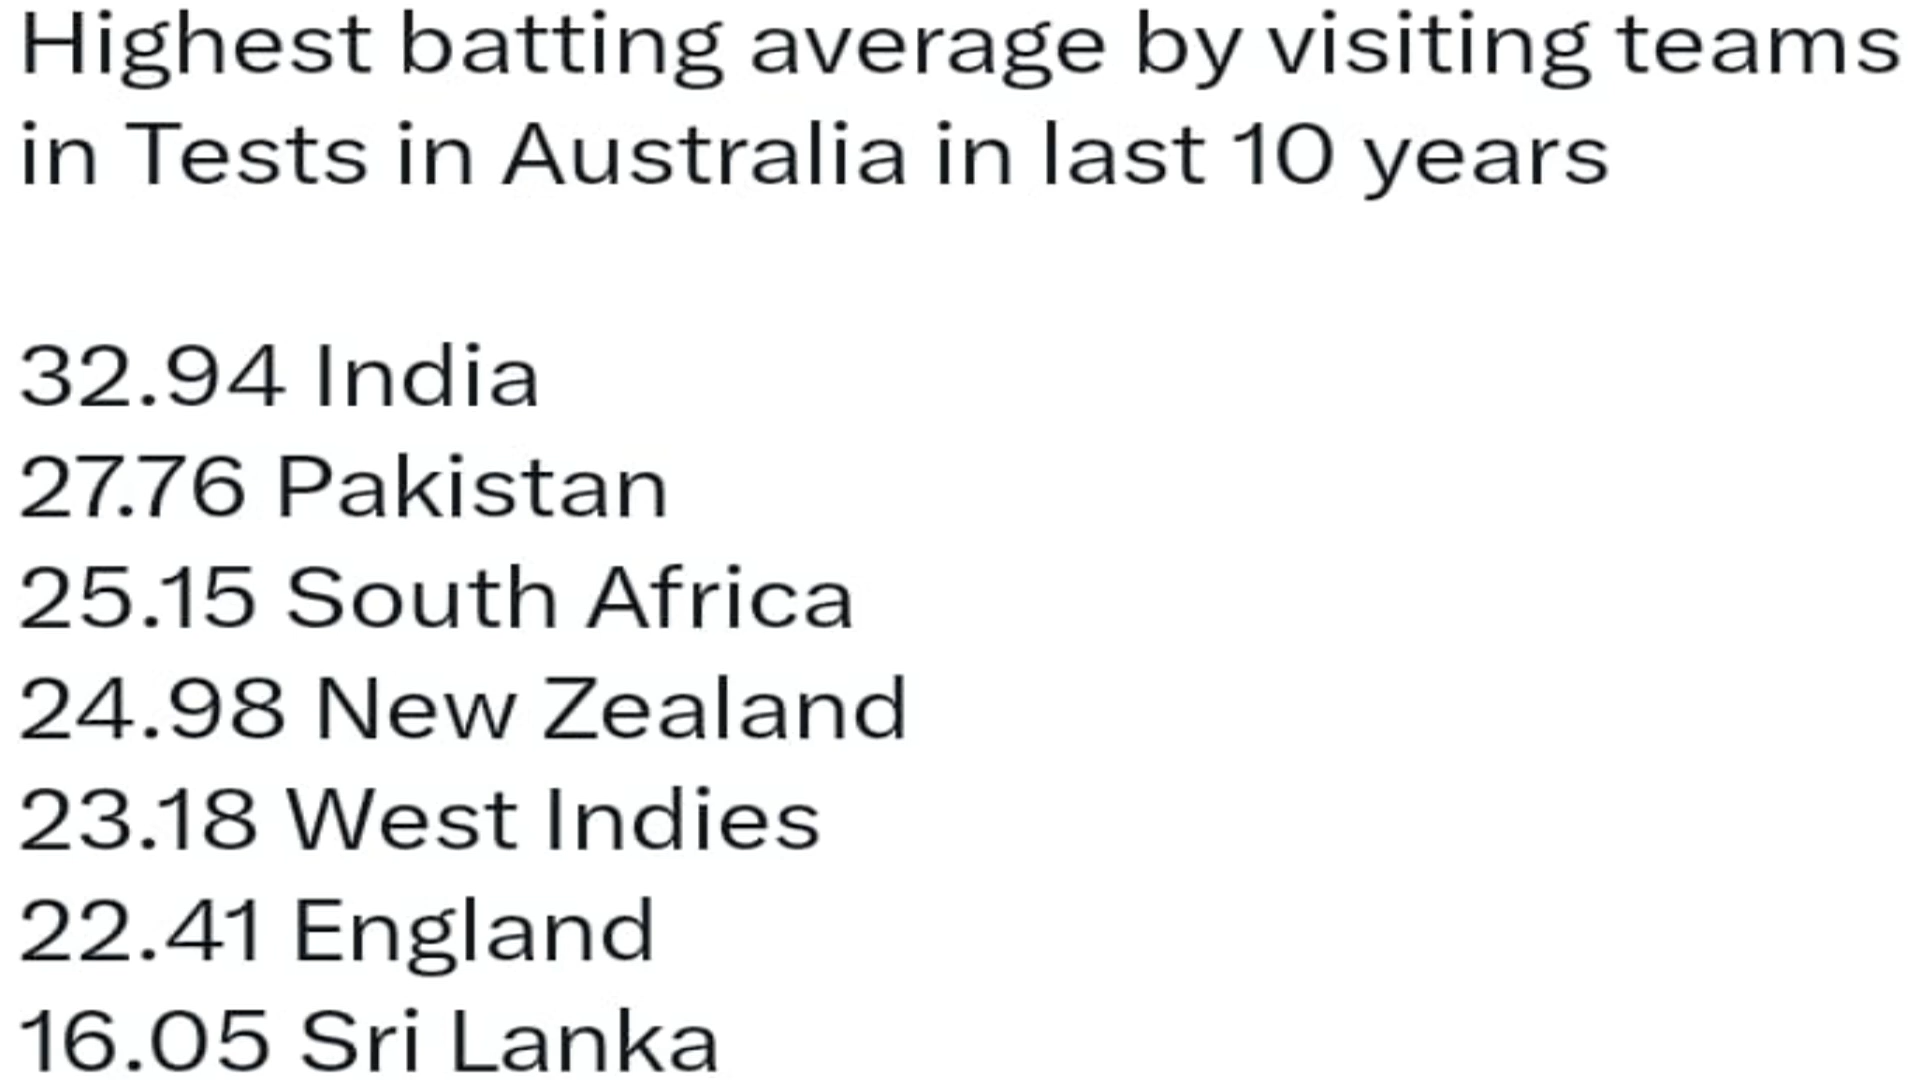 Highest batting average by visiting teams
in Tests in Australia in last 10 years
32.94 India
27.76 Pakistan
25.15 South Africa
24.98 New Zealand
23.18 West Indies
22.41 England
16.05 Sri Lanka